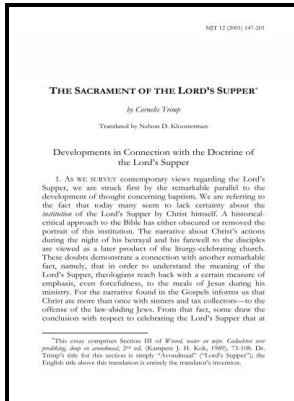 MJT 12 (2001) 147-201
THE SACRAMENT OF THE LORD'S SUPPER*
by Cornelis Trimp
Translated by Nelson D. Kloosterman
Developments in Connection with the Doctrine of
the Lord's Supper
1. AS WE SURVEY contemporary views regarding the Lord's
Supper, we are struck first by the remarkable parallel to the
development of thought concerning baptism. We are referring to
the fact that today many seem to lack certainty about the
institution of the Lord's Supper by Christ himself. A historical-
critical approach to the Bible has either obscured or removed the
portrait of this institution. The narrative about Christ's actions
during the night of his betrayal and his farewell to the disciples
are viewed as a later product of the liturgy-celebrating church.
These doubts demonstrate a connection with another remarkable
fact, namely, that in order to understand the meaning of the
Lord's Supper, theologians reach back with a certain measure of
emphasis, even forcefulness, to the meals of Jesus during his
ministry. For the narrative found in the Gospels informs us that
Christ ate more than once with sinners and tax collectors—to the
offense of the law-abiding Jews. From that fact, some draw the
conclusion with respect to celebrating the Lord's Supper that at
*This essay comprises Section III of Woord, water en wijn. Gedachten over
prediking, doop en avondmaal, 2nd ed. (Kampen: J. H. Kok, 1989), 73-108. Dr.
Trimp's title for this section is simply "Avondmaal" ("Lord's Supper"); the
English title above this translation is entirely the translator's invention.